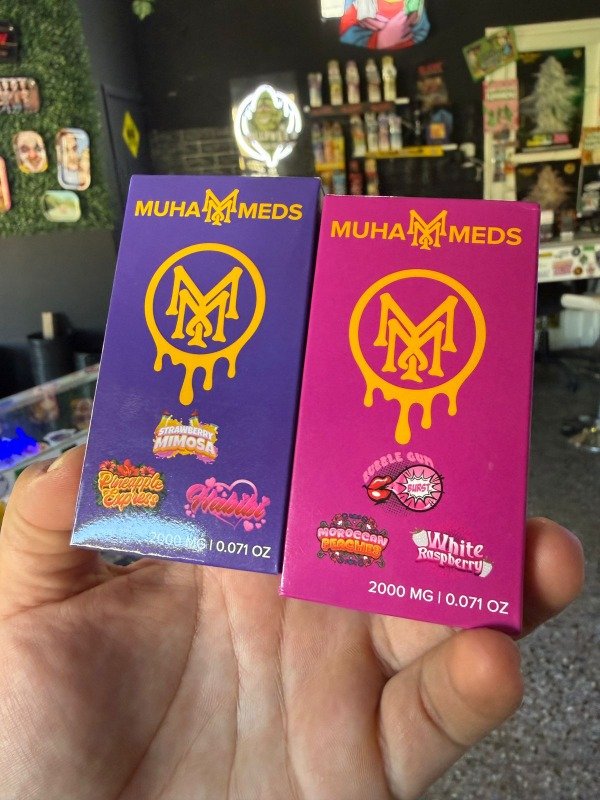 MUHA MEDS
STRAWBERRY
MIMOSA
Pineapple
Express
Habibi
2000 MG | 0.071 OZ
MUHA MEDS
BUBBLE GUM
BURST
MOROCCAN
PEACHES
White
Raspberry
2000 MG | 0.071 OZ